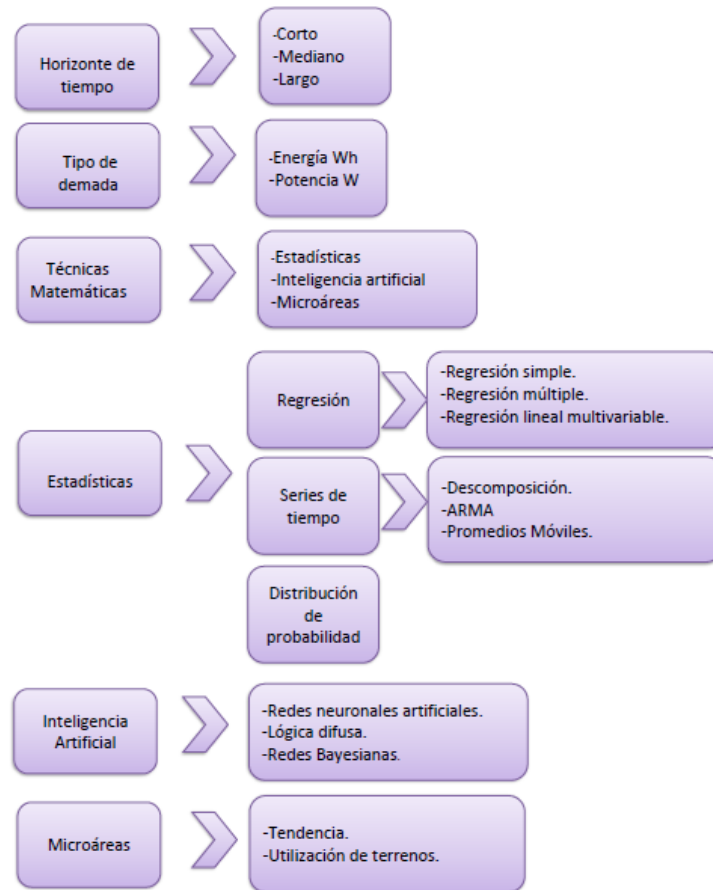 Horizonte de
tiempo
-Corto
-Mediano
-Largo
Tipo de
demada
-Energía Wh
-Potencia W
Técnicas
Matemáticas
-Estadísticas
-Inteligencia artificial
-Microáreas
Estadísticas
Regresión
-Regresión simple.
-Regresión múltiple.
-Regresión lineal multivariable.
Series de
tiempo
-Descomposición.
-ARMA
-Promedios Móviles.
Distribución
de
probabilidad
Inteligencia
Artificial
-Redes neuronales artificiales.
-Lógica difusa.
-Redes Bayesianas.
Microáreas
-Tendencia.
-Utilización de terrenos.